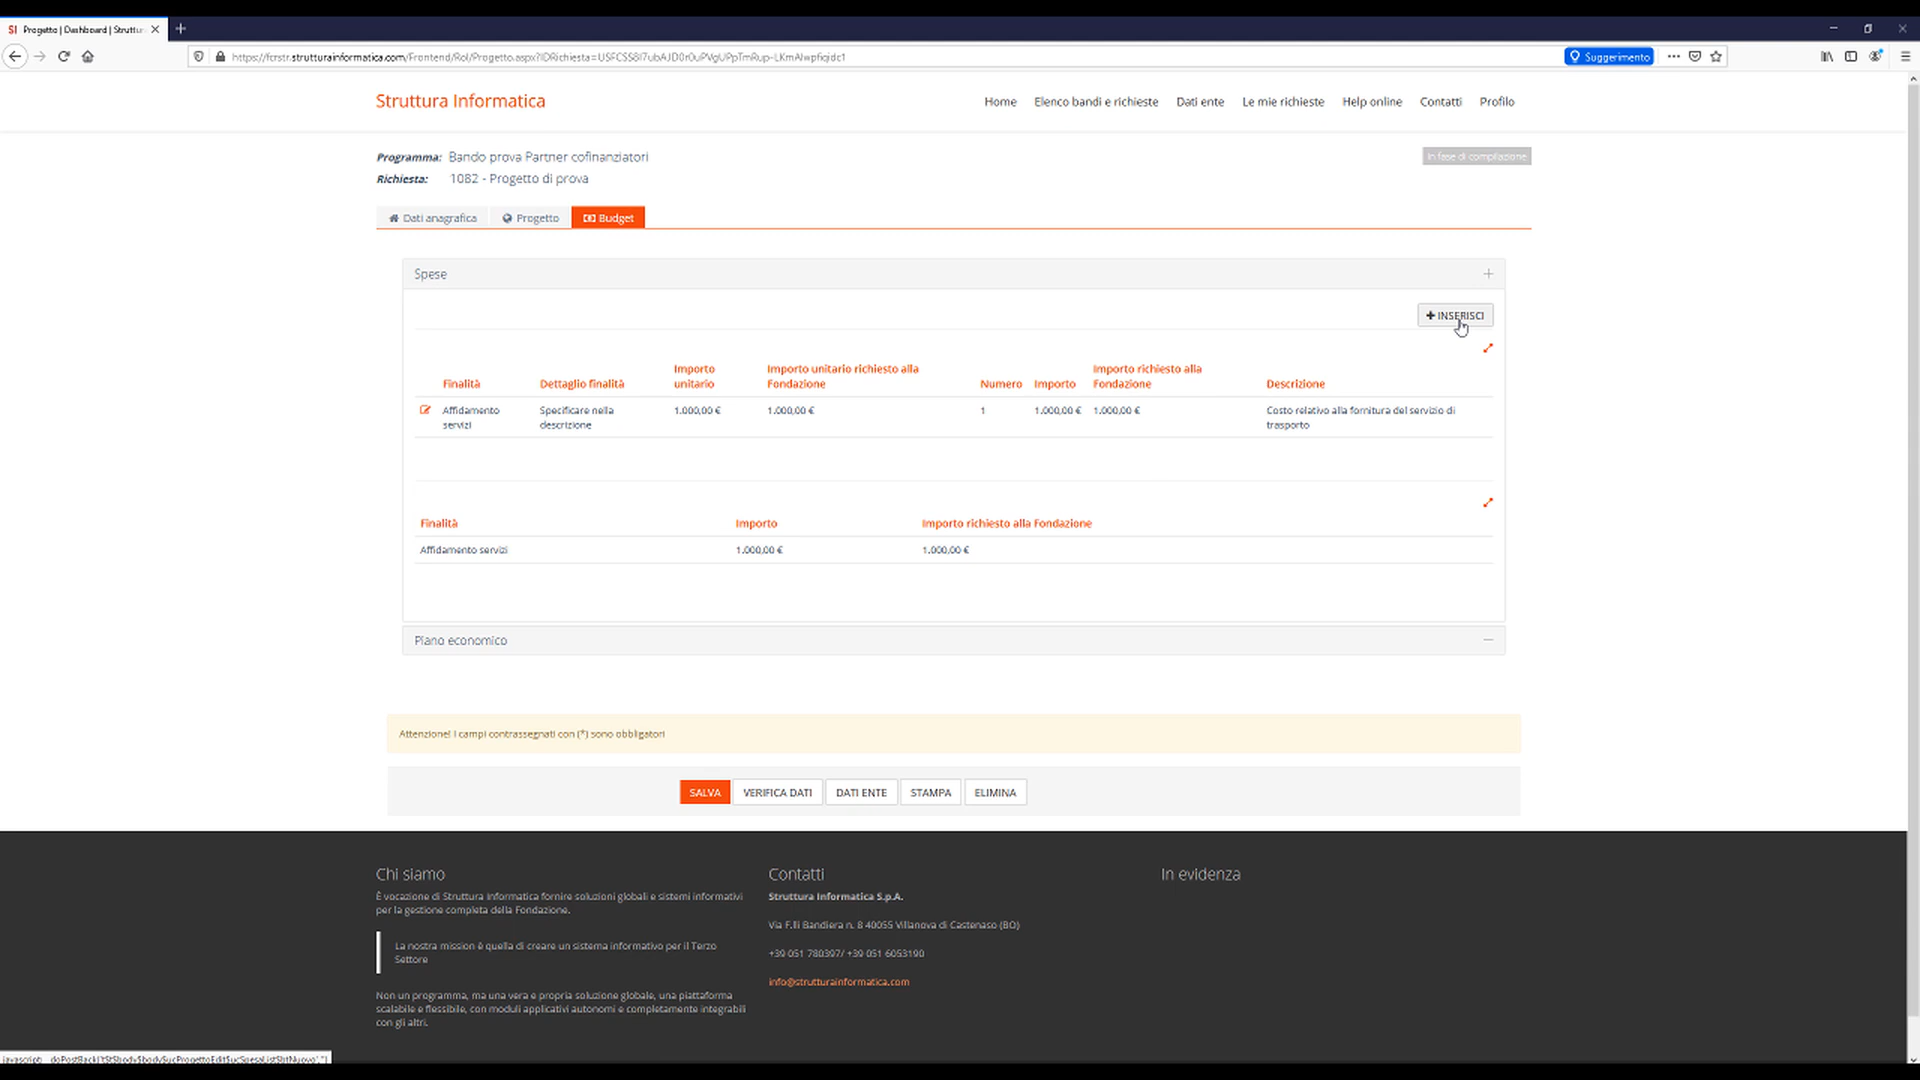 SI Progetto | Dashboard | Struttur
https://fcrstr.strutturainformatica.com/Frontend/Rol/Progetto.aspx?IDRichiesta=
Suggerimento
Struttura Informatica
Home Elenco bandi e richieste Dati ente Le mie richieste Help online Contatti Profilo
Programma: Bando prova Partner cofinanziatori
In fase di compilazione
Richiesta: 1082 - Progetto di prova
Dati anagrafica Progetto Budget
Spese
INSERISCI
Importo Importo unitario richiesto alla Importo richiesto alla
Finalità Dettaglio finalità unitario Fondazione Numero Importo Fondazione Descrizione
Affidamento Specificare nella 1.000,00 € 1.000,00 € 1 1.000,00 € 1.000,00 € Costo relativo alla fornitura del servizio di
servizi descrizione trasporto
Finalità Importo Importo richiesto alla Fondazione
Affidamento servizi 1.000,00 € 1.000,00 €
Piano economico
Attenzione! I campi contrassegnati con (*) sono obbligatori
SALVA VERIFICA DATI DATI ENTE STAMPA ELIMINA
Chi siamo
È vocazione di Struttura Informatica fornire soluzioni globali e sistemi informativi
per la gestione completa della Fondazione.
La nostra mission è quella di creare un sistema informativo per il Terzo
Settore
Non un programma, ma una vera e propria soluzione globale, una piattaforma
scalabile e flessibile, con moduli applicativi autonomi e completamente integrabili
con gli altri.
Contatti
Struttura Informatica S.p.A.
Via F.lli Bandiera n. 8 40055 Villanova di Castenaso (BO)
+39 051 780397/ +39 051 6053190
info@strutturainformatica.com
In evidenza